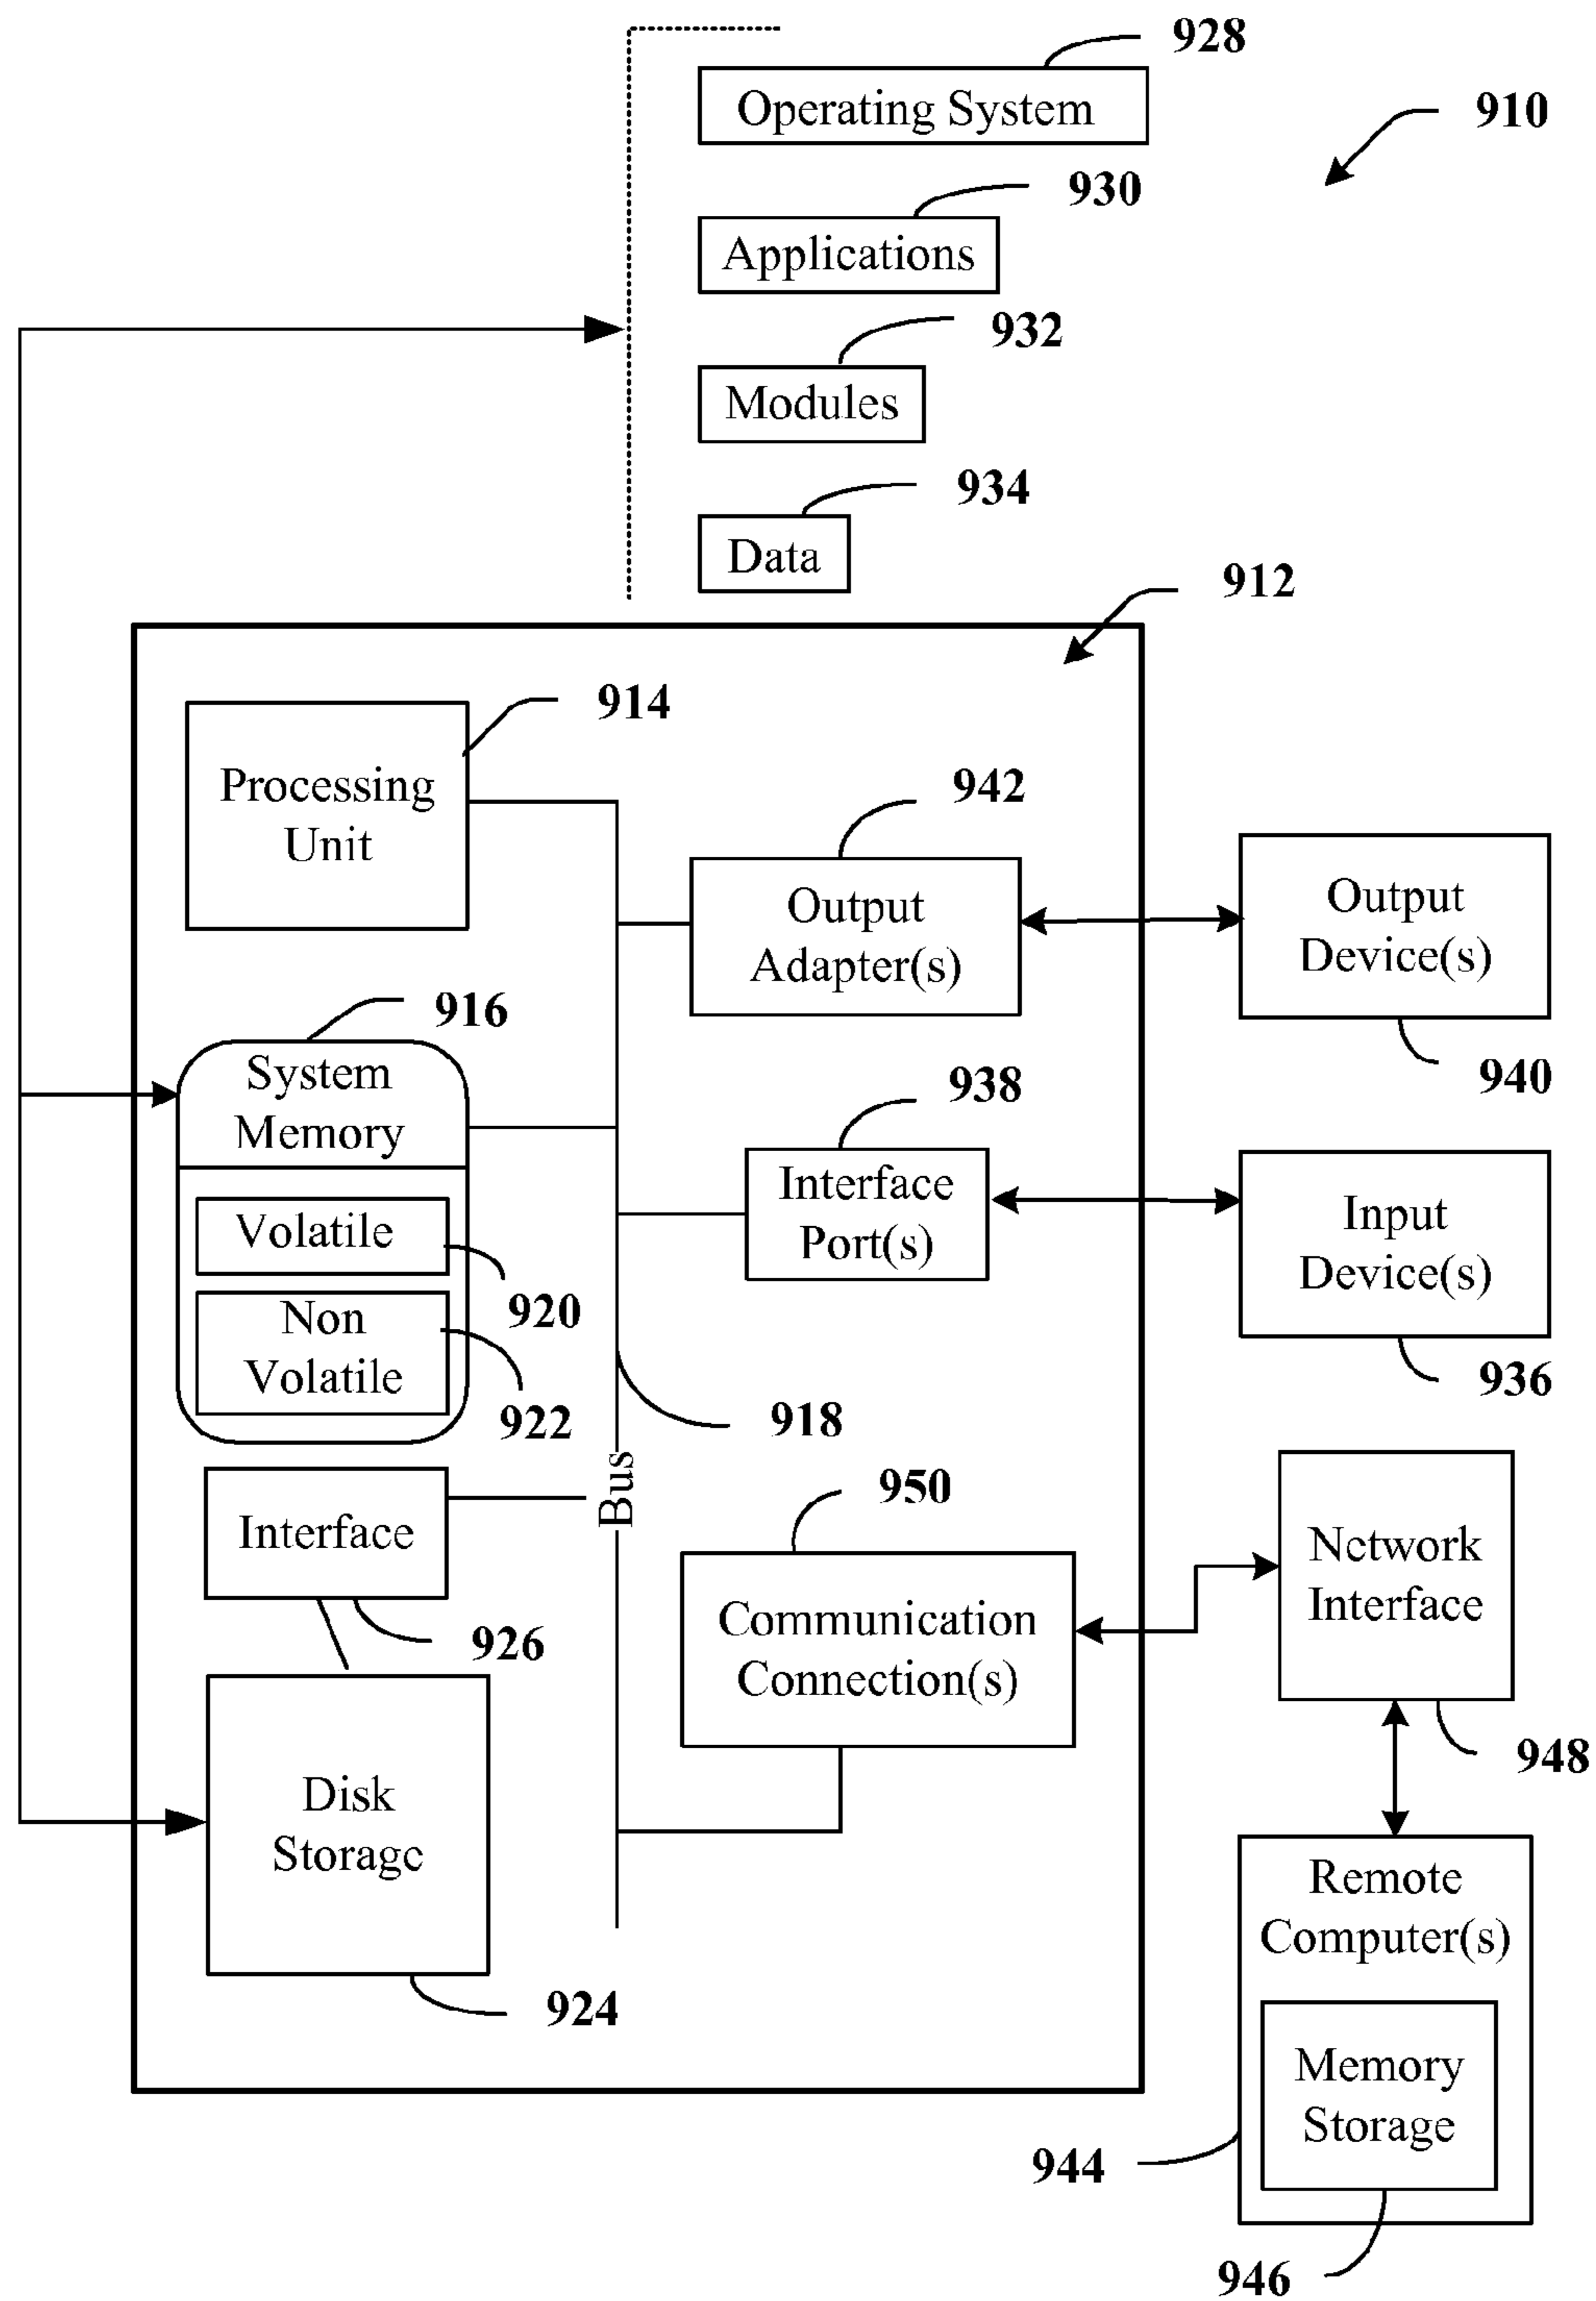 928
Operating System
910
930
Applications
932
Modules
934
Data
912
914
Processing
Unit
942
Output
Adapter(s)
Output
Device(s)
940
916
System
Memory
938
Interface
Port(s)
Input
Device(s)
936
Volatile
920
Non
Volatile
922
918
Bus
950
Interface
926
Communication
Connection(s)
Network
Interface
948
Disk
Storage
924
Remote
Computer(s)
Memory
Storage
944
946